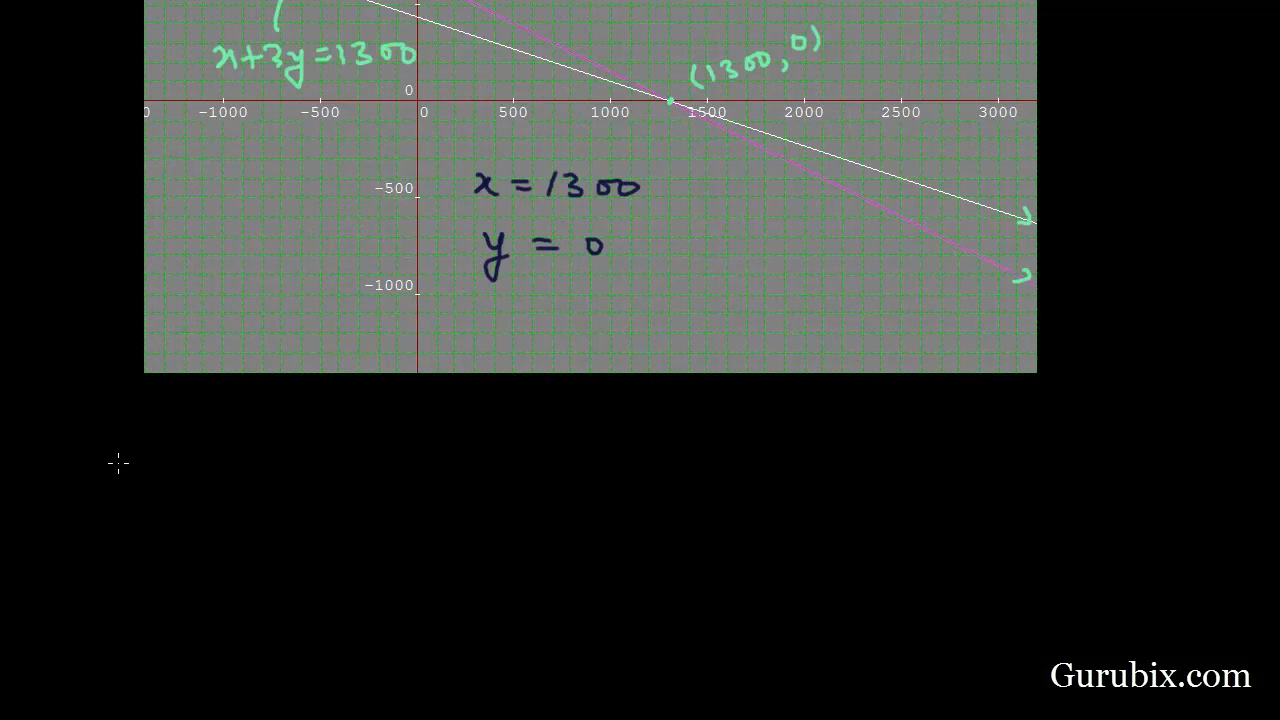 x+3y=1300
(1300,0)
0
0 -1000 -500 0 500 1000 1500 2000 2500 3000
x = 1300
-500
y = 0
-1000
Gurubix.com